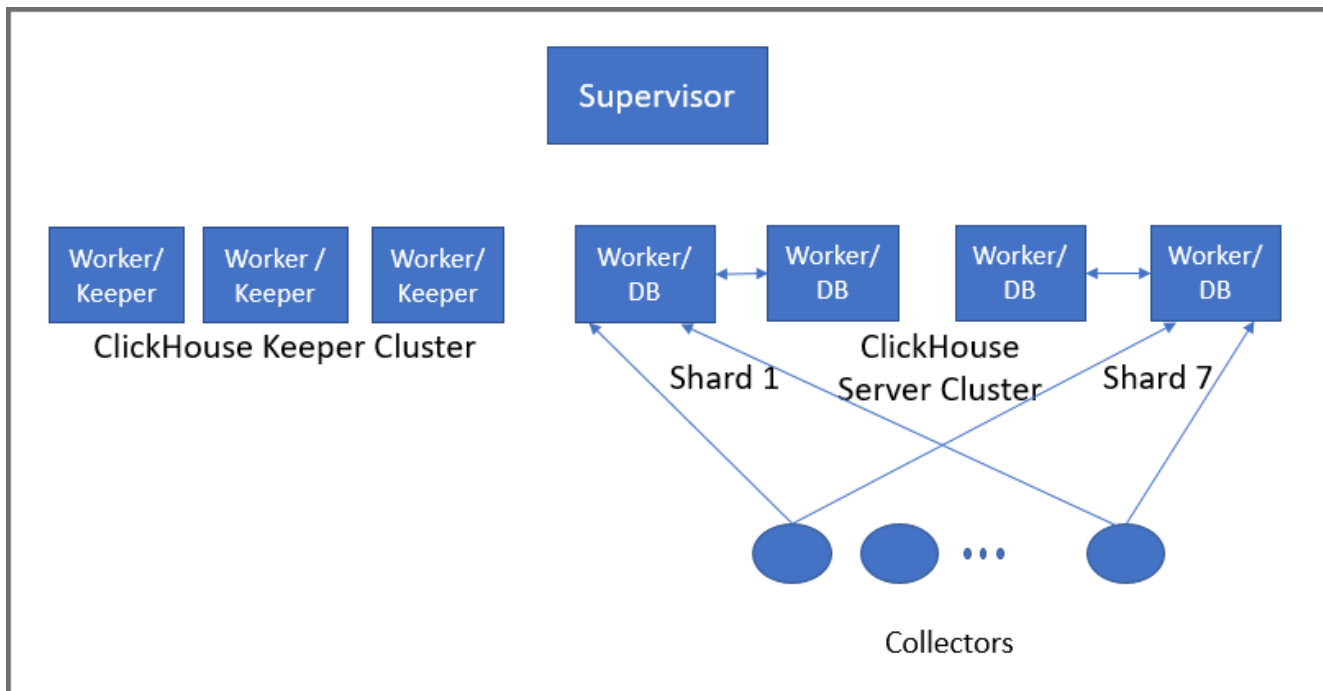 Supervisor
Worker/
Keeper
Worker /
Keeper
Worker/
Keeper
ClickHouse Keeper Cluster
Worker/
DB
Worker/
DB
Worker/
DB
Worker/
DB
Shard 1
ClickHouse
Server Cluster
Shard 7
Collectors